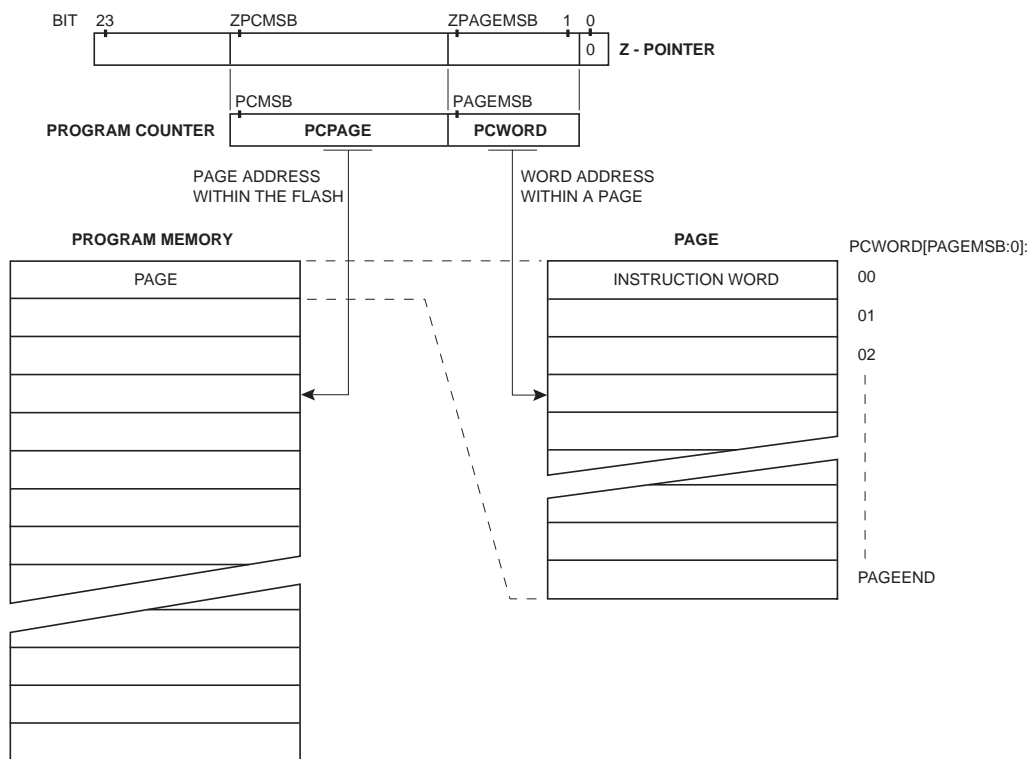 BIT 23 ZPCMSB ZPAGEMSB 1 0
0 Z - POINTER
PCMSB PAGEMSB
PROGRAM COUNTER PCPAGE PCWORD
PAGE ADDRESS
WITHIN THE FLASH
WORD ADDRESS
WITHIN A PAGE
PROGRAM MEMORY
PAGE
PAGE
INSTRUCTION WORD
PCWORD[PAGEMSB:0]:
00
01
02
PAGEEND